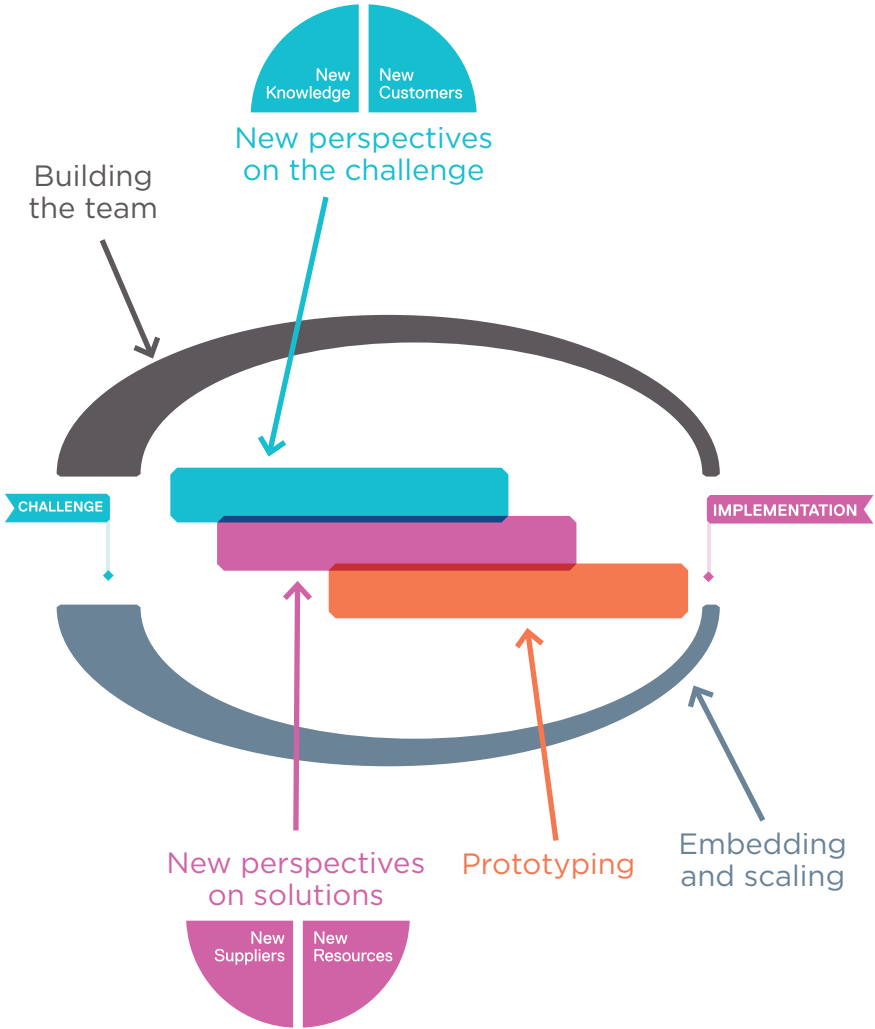 New
Knowledge
New
Customers
New perspectives
on the challenge
Building
the team
CHALLENGE
IMPLEMENTATION
New perspectives
on solutions
Prototyping
Embedding
and scaling
New
Suppliers
New
Resources